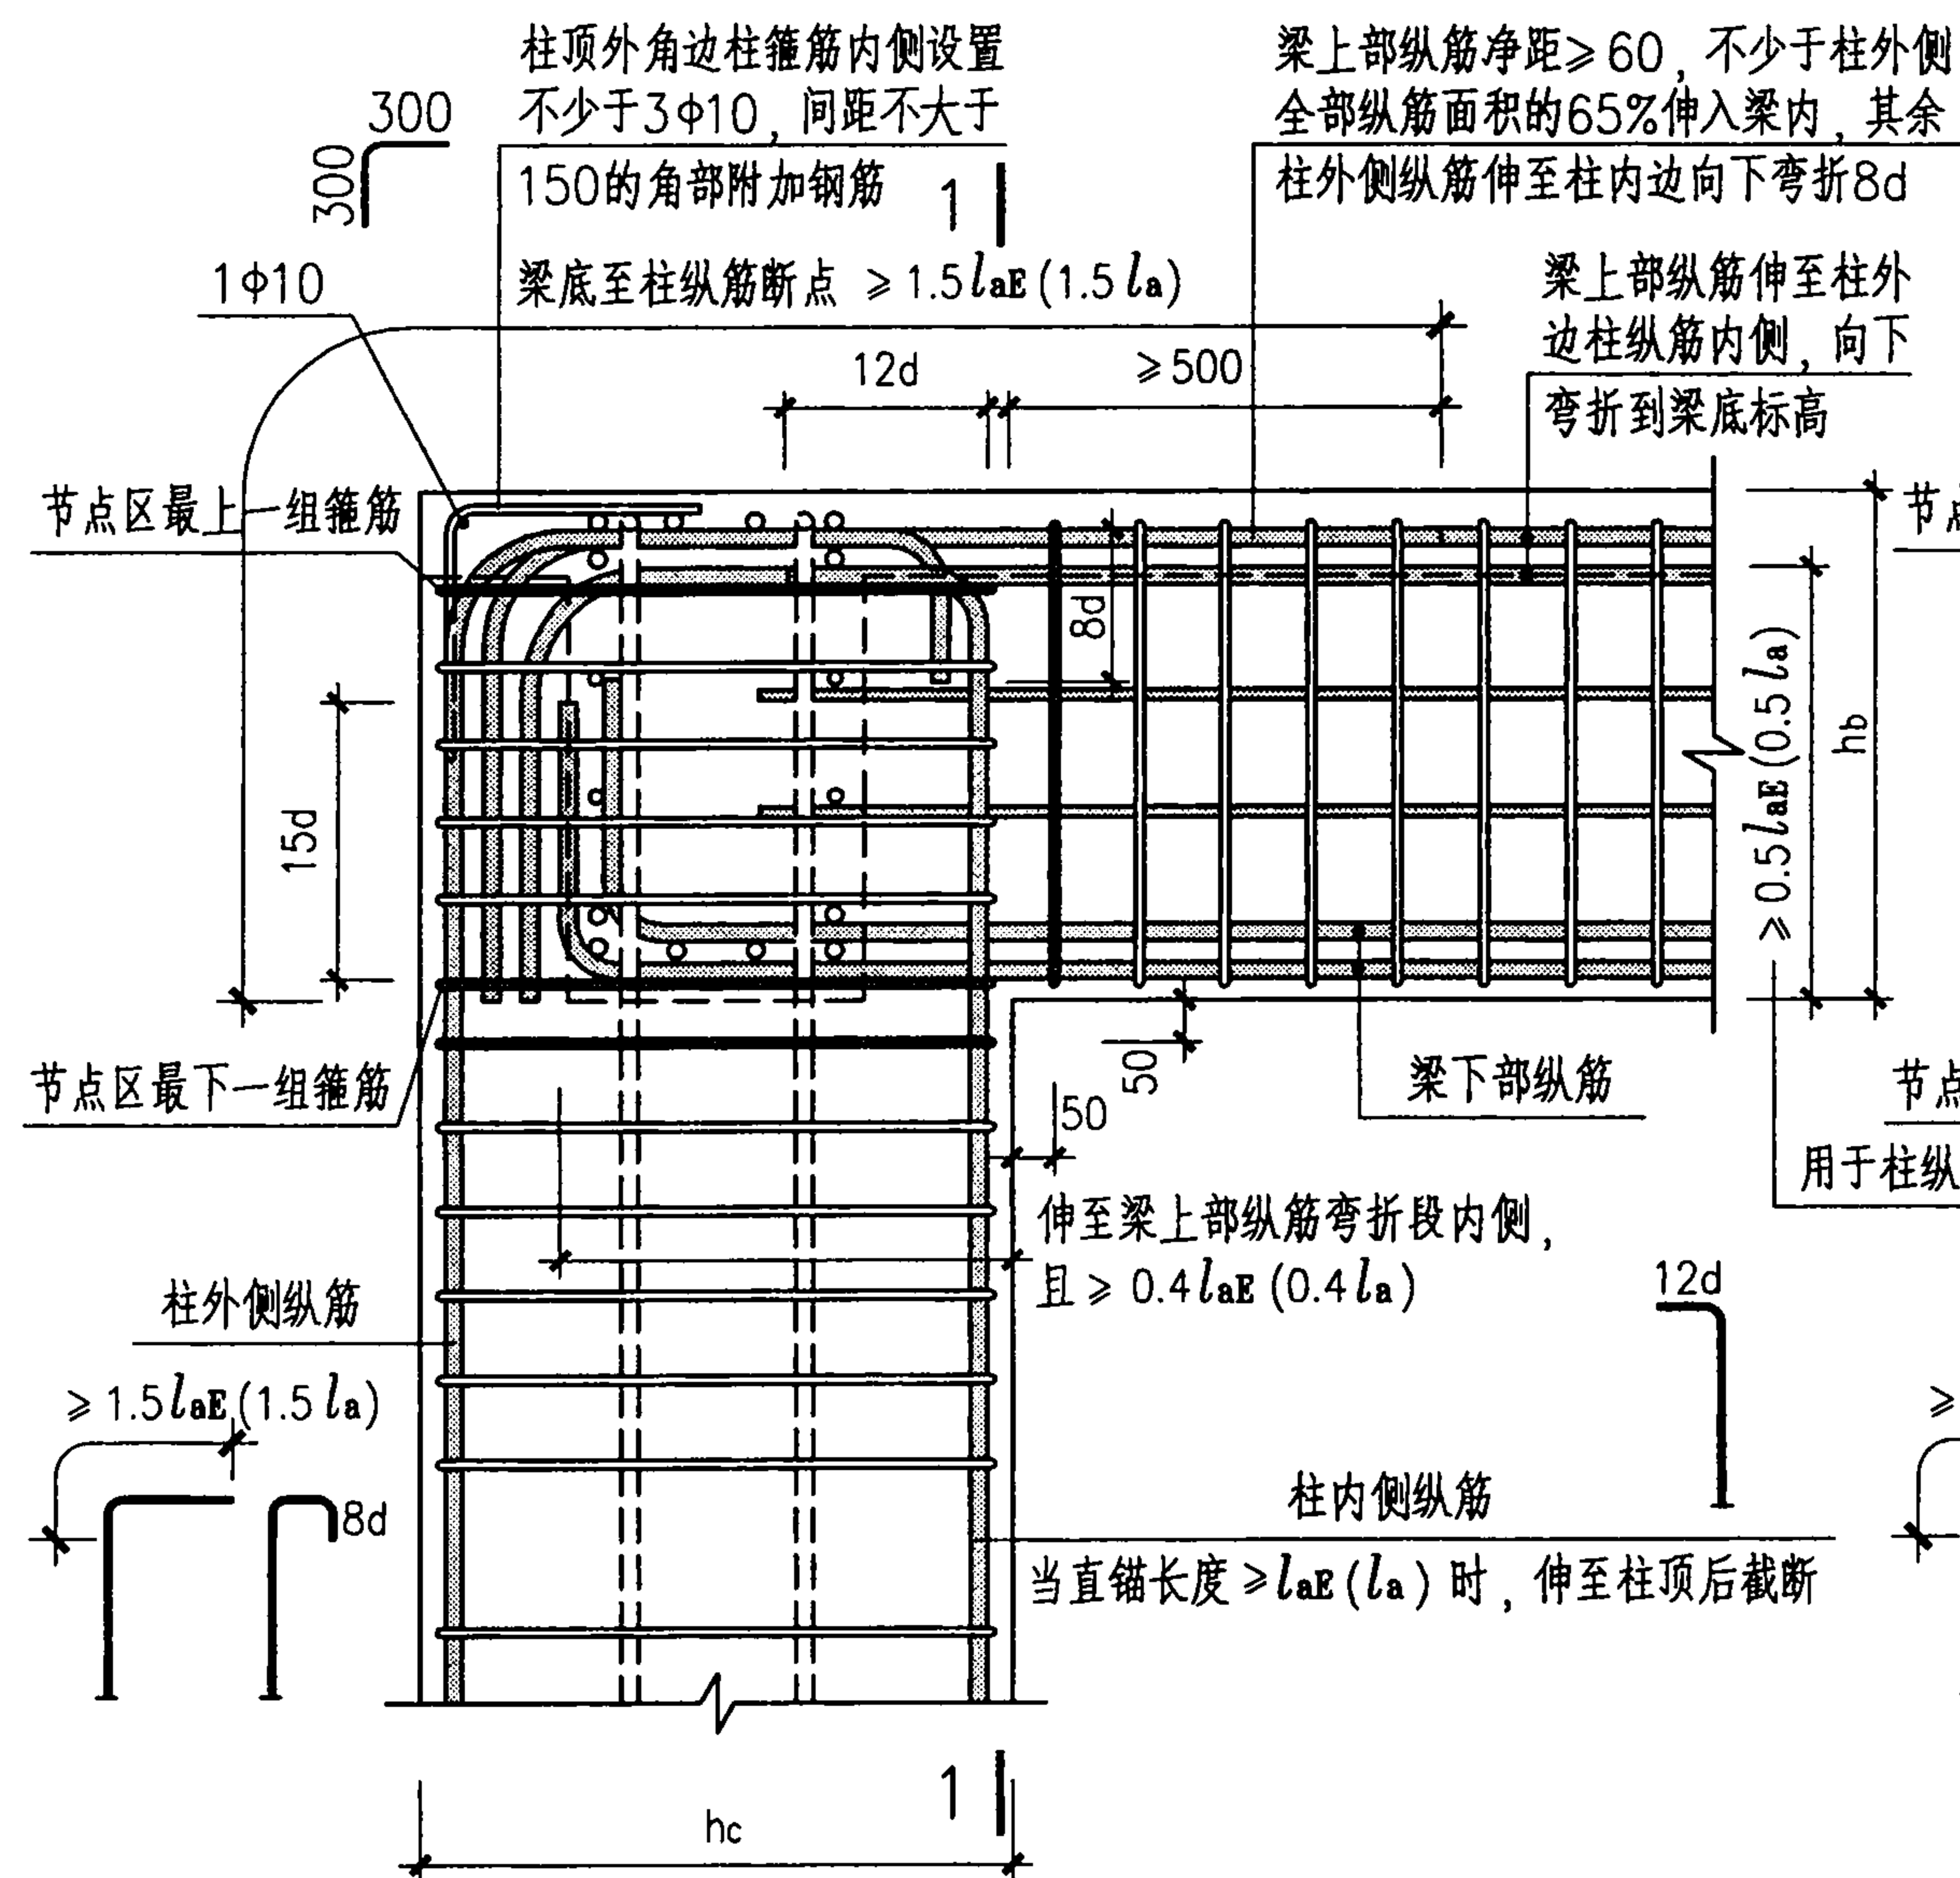 柱顶外角边柱箍筋内侧设置
不少于3Φ10，间距不大于
150的角部附加钢筋
梁上部纵筋净距≥60，不少于柱外侧
全部纵筋面积的65%伸入梁内，其余
柱外侧纵筋伸至柱内边向下弯折8d
300
300
1
1Φ10
梁底至柱纵筋断点 ≥1.5laE(1.5la)
梁上部纵筋伸至柱外
边柱纵筋内侧，向下
弯折到梁底标高
12d
≥500
节点区最上一组箍筋
节点
8d
15d
≥0.5laE(0.5la)
hb
节点区最下一组箍筋
50
50
梁下部纵筋
节点
用于柱纵
伸至梁上部纵筋弯折段内侧，
且≥0.4laE(0.4la)
柱外侧纵筋
≥1.5laE(1.5la)
8d
12d
≥
柱内侧纵筋
当直锚长度≥laE(la)时，伸至柱顶后截断
1
hc